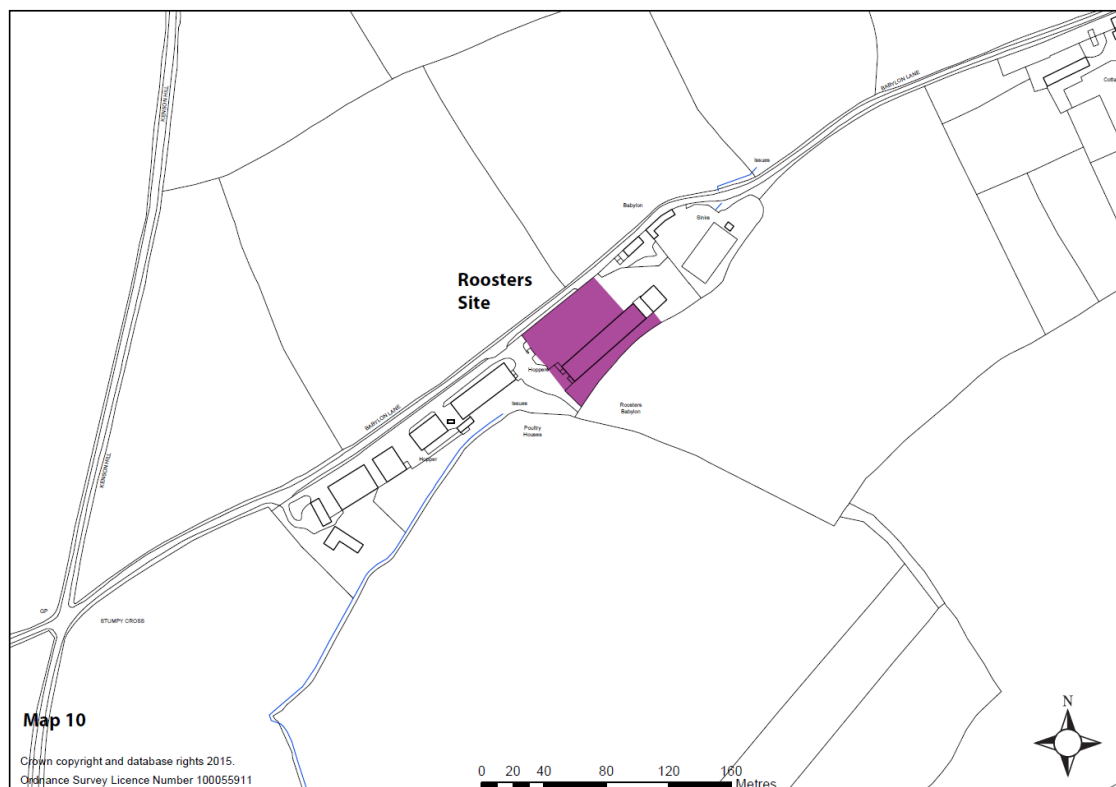 KENSON HILL
BABYLON LANE
Cotta
Issues
Babylon
Sinks
Roosters
Site
Hoppers
Roosters
Babylon
BABYLON LANE
Issues
Poultry
Houses
Hopper
KENSON HILL
GP
STUMPY CROSS
N
Map 10
Crown copyright and database rights 2015.
Ordnance Survey Licence Number 100055911
0 20 40 80 120 160
Metres